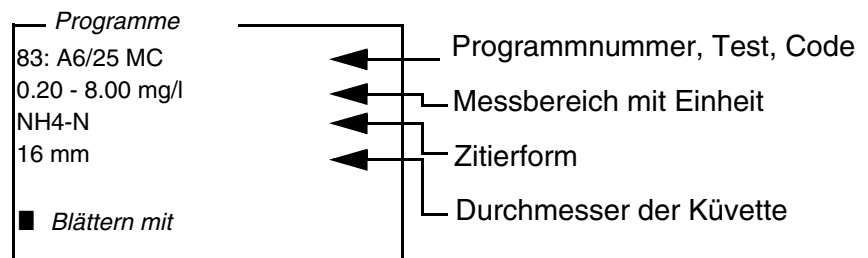 Programme
83: A6/25 MC
0.20 - 8.00 mg/l
NH4-N
16 mm
Blättern mit
Programmnummer, Test, Code
Messbereich mit Einheit
Zitierform
Durchmesser der Küvette